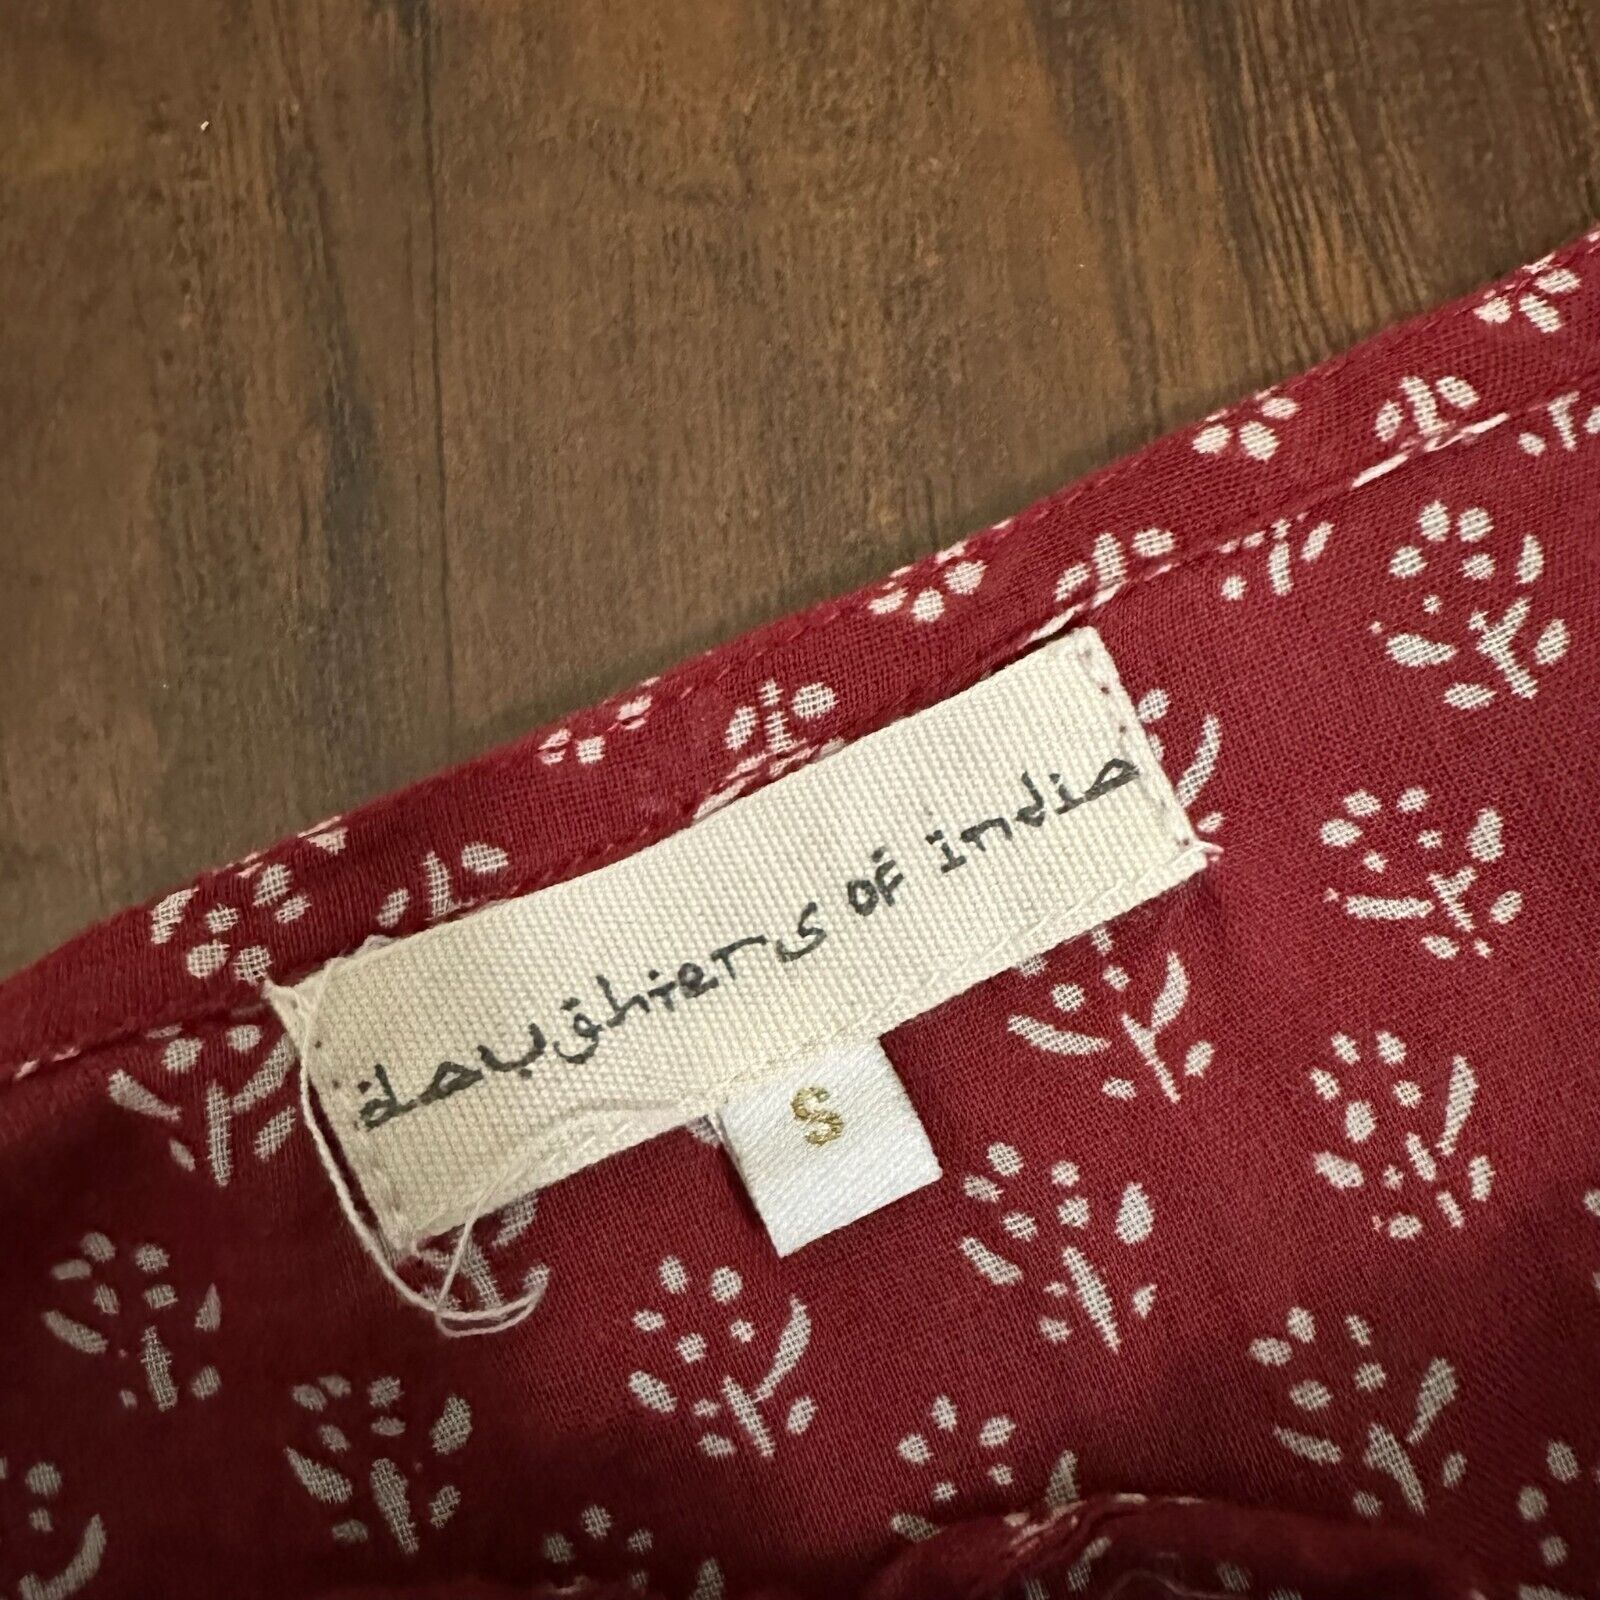 daughters of india
S